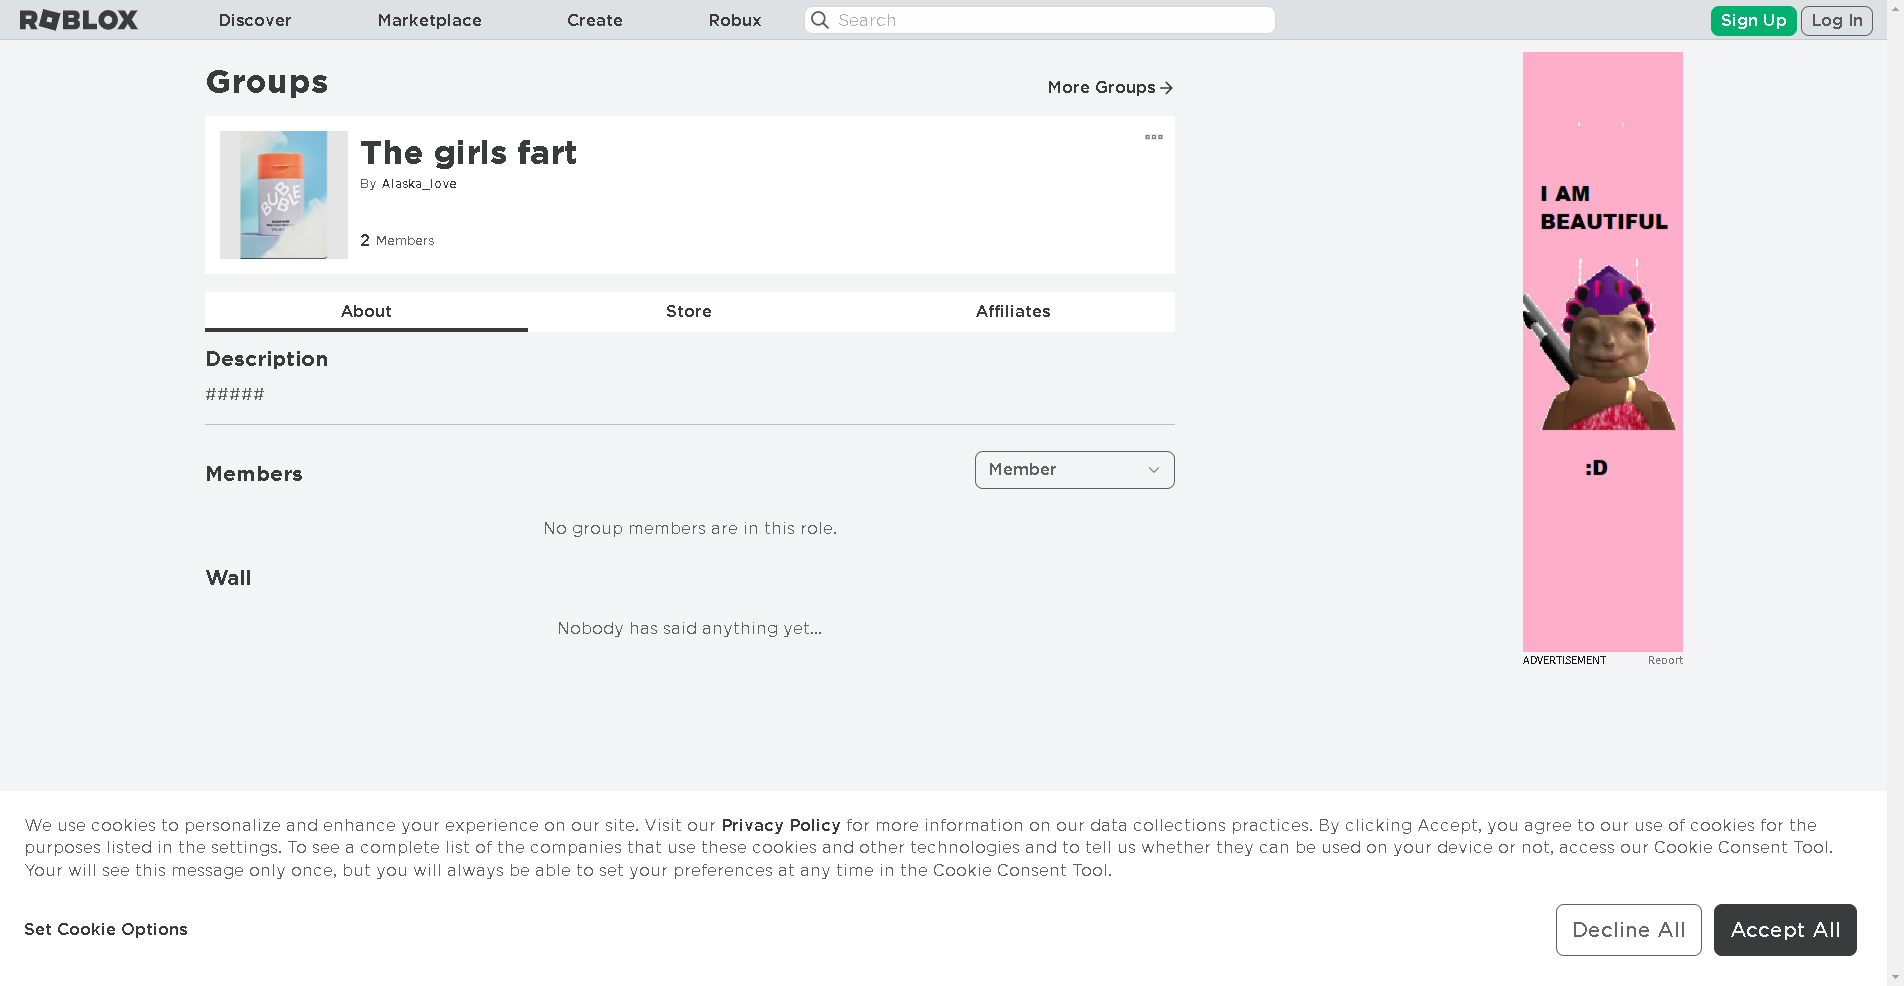 ROBLOX
Discover
Marketplace
Create
Robux
Search
Sign Up
Log In
Groups
More Groups
The girls fart
By Alaska_love
2 Members
BUBBLE
About
Store
Affiliates
Description
#####
Members
Member
No group members are in this role.
Wall
Nobody has said anything yet...
I AM
BEAUTIFUL
:D
ADVERTISEMENT
Report
We use cookies to personalize and enhance your experience on our site. Visit our Privacy Policy for more information on our data collections practices. By clicking Accept, you agree to our use of cookies for the
purposes listed in the settings. To see a complete list of the companies that use these cookies and other technologies and to tell us whether they can be used on your device or not, access our Cookie Consent Tool.
Your will see this message only once, but you will always be able to set your preferences at any time in the Cookie Consent Tool.
Set Cookie Options
Decline All
Accept All